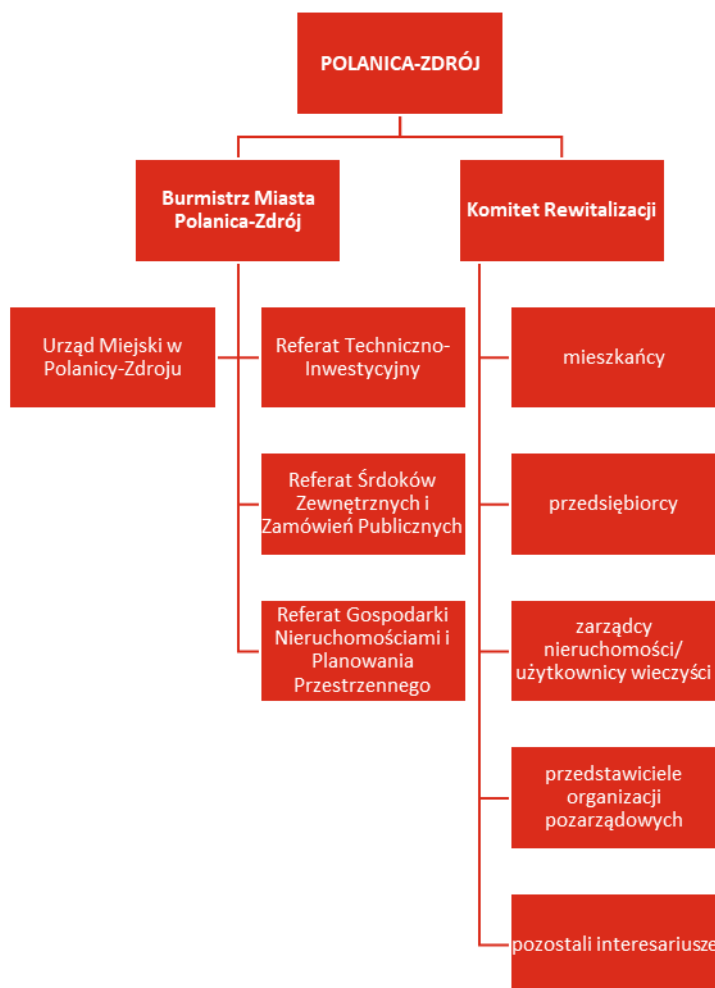 POLANICA-ZDRÓJ
Burmistrz Miasta
Polanica-Zdrój
Komitet Rewitalizacji
Urząd Miejski w
Polanicy-Zdroju
Referat Techniczno-
Inwestycyjny
mieszkańcy
Referat Śrdoków
Zewnętrznych i
Zamówień Publicznych
przedsiębiorcy
Referat Gospodarki
Nieruchomościami i
Planowania
Przestrzennego
zarządcy
nieruchomości/
użytkownicy wieczyści
przedstawiciele
organizacji
pozarządowych
pozostali interesariusze